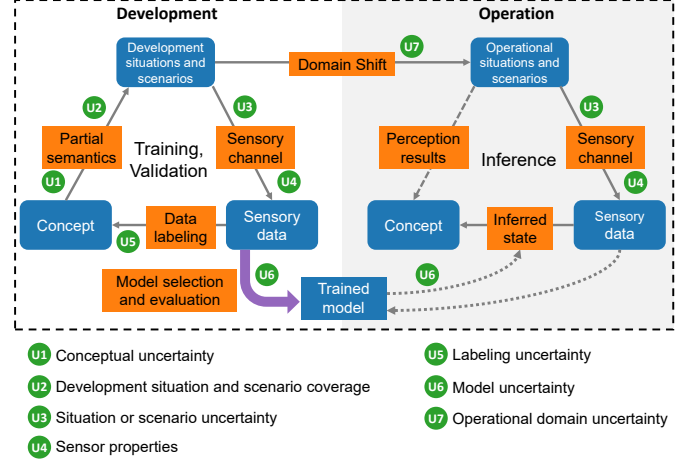 Development
Operation
Development
situations and
scenarios
U7
Domain Shift
Operational
situations and
scenarios
U2
U3
U3
Partial
semantics
Training,
Validation
Sensory
channel
Perception
results
Inference
Sensory
channel
U1
U4
U4
Concept
Data
labeling
Sensory
data
Concept
Inferred
state
Sensory
data
U5
U6
U6
Model selection
and evaluation
Trained
model
U1 Conceptual uncertainty
U2 Development situation and scenario coverage
U3 Situation or scenario uncertainty
U4 Sensor properties
U5 Labeling uncertainty
U6 Model uncertainty
U7 Operational domain uncertainty